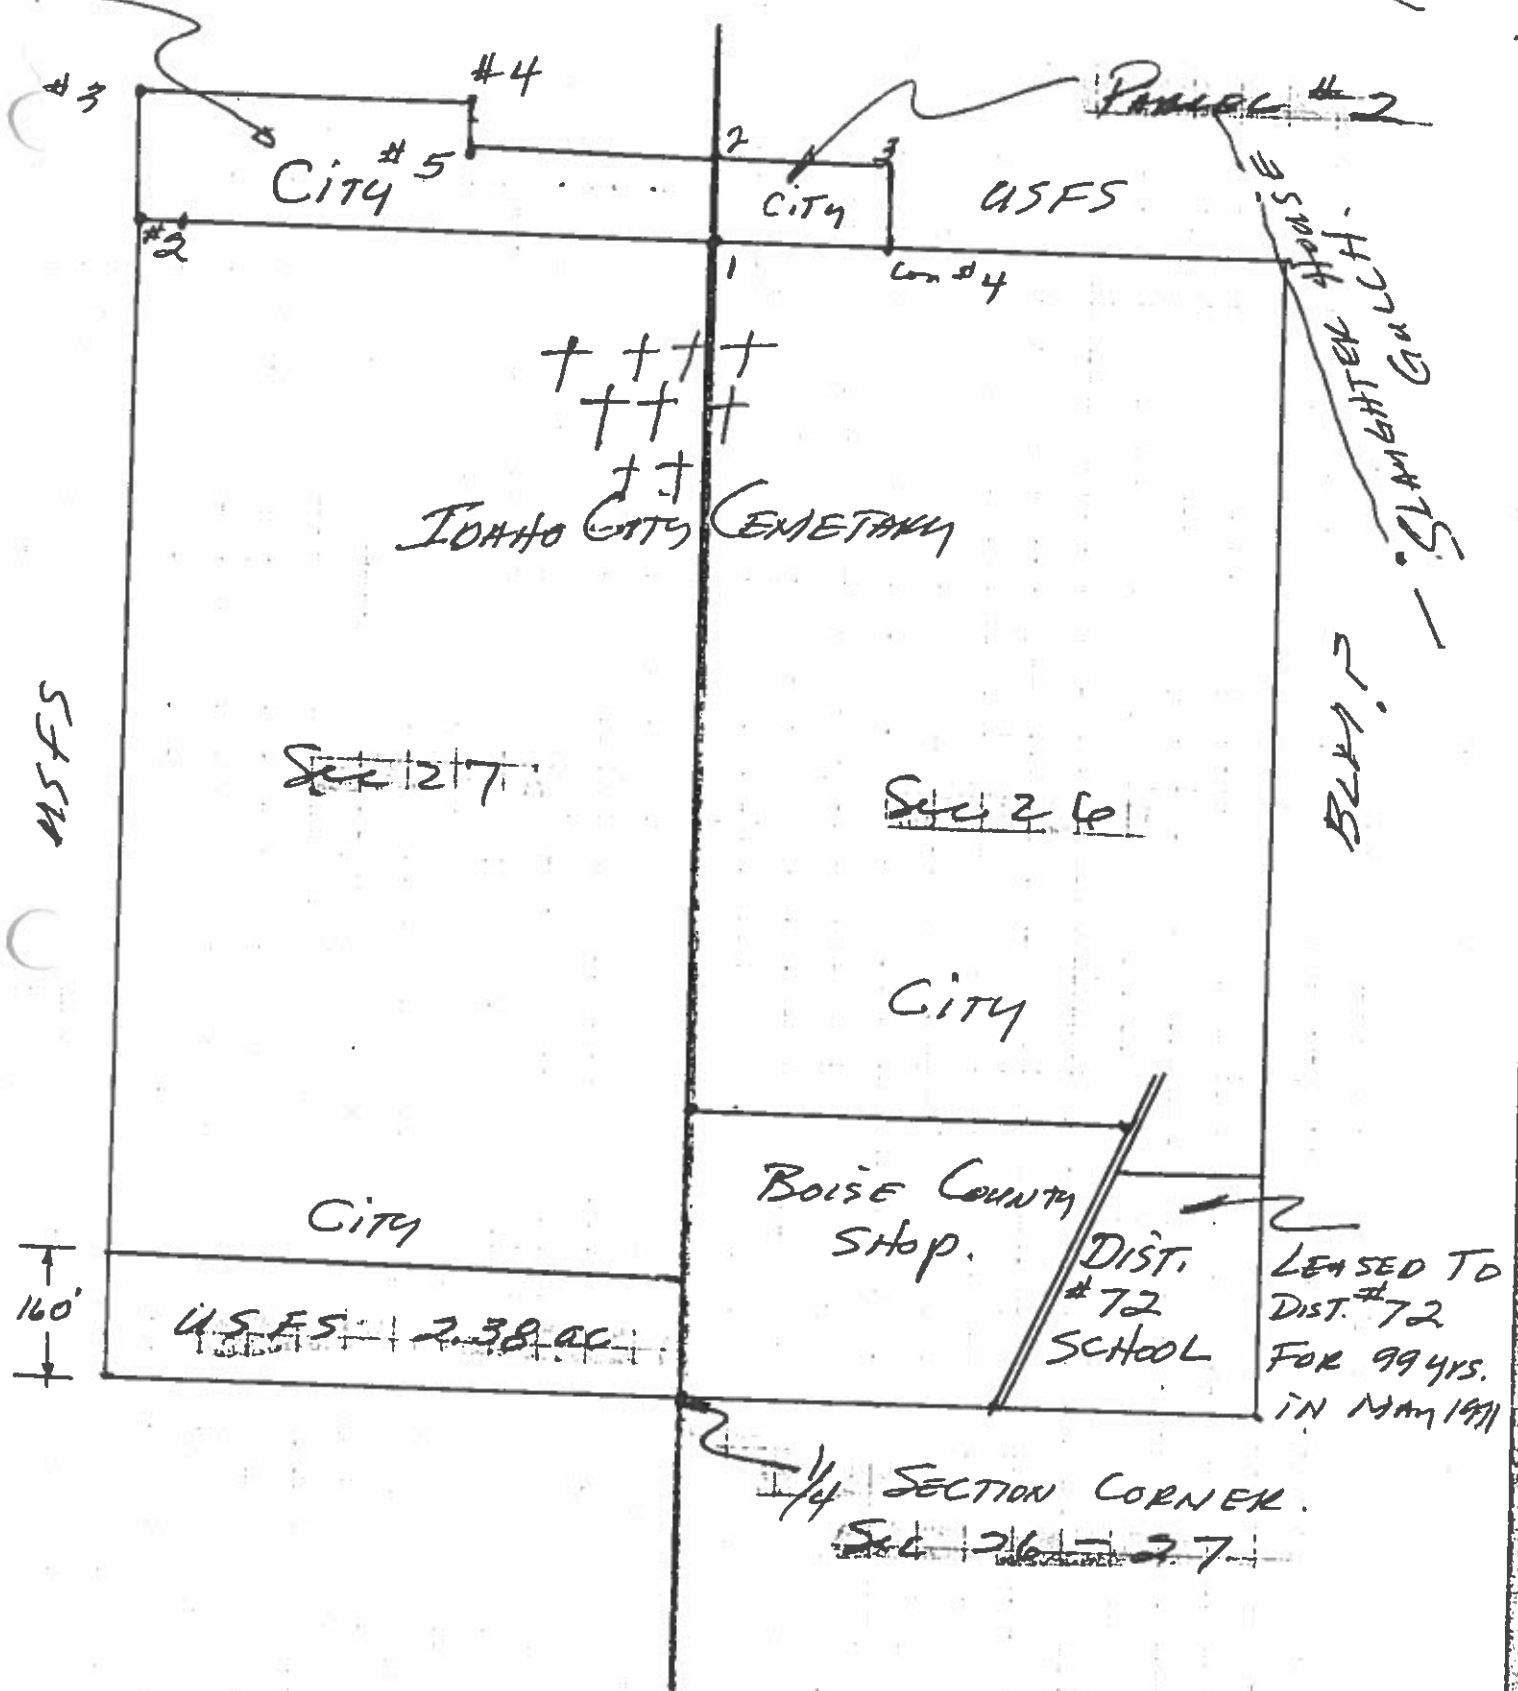 #3
#4
PARCEL #2
City #5
2
3
City
USFS
#2
1
Corn #4
SLAUGHTER HOUSE
GULCH.
IDAHO CITY CEMETARY
USFS
Sec 27
Sec 26
BLM?
City
BOISE COUNTY
SHOP.
City
DIST.
#72
SCHOOL
LEASED TO
DIST. #72
FOR 99 yrs.
IN MAY 1971
160'
USFS 2.38 ac
1/4 SECTION CORNER.
Sec 26 - 27